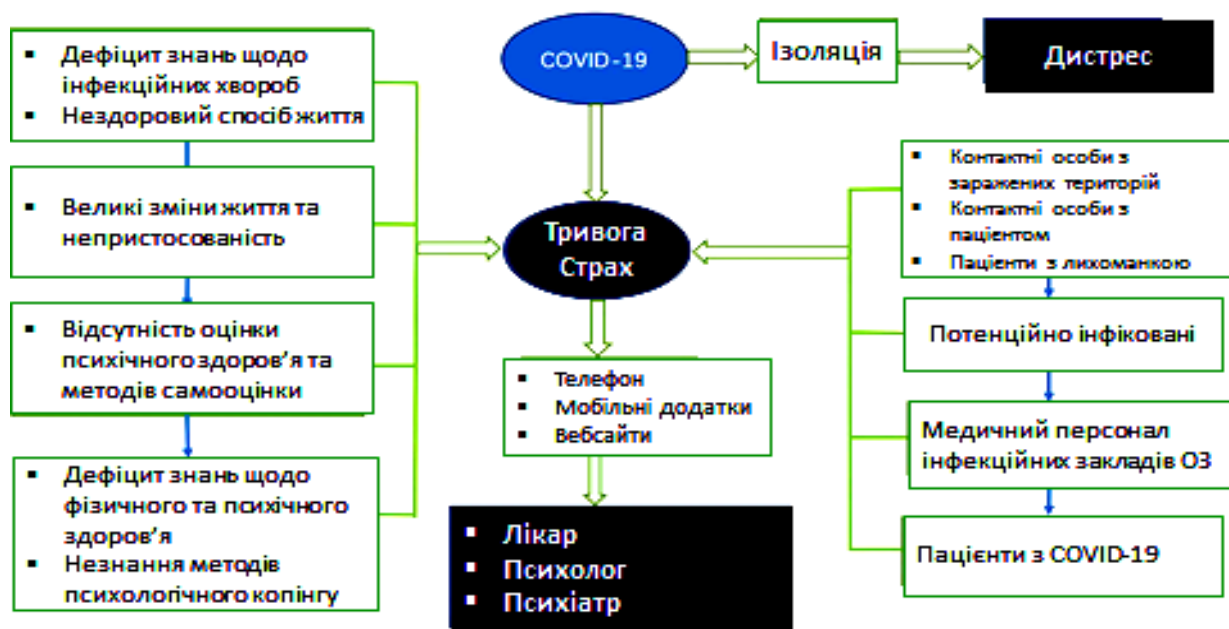 COVID-19
Ізоляція
Дистрес
▪ Дефіцит знань щодо
інфекційних хвороб
▪ Нездоровий спосіб життя
▪ Великі зміни життя та
непристосованість
▪ Відсутність оцінки
психічного здоров’я та
методів самооцінки
▪ Дефіцит знань щодо
фізичного та психічного
здоров’я
▪ Незнання методів
психологічного копінгу
Тривога
Страх
▪ Телефон
▪ Мобільні додатки
▪ Вебсайти
▪ Лікар
▪ Психолог
▪ Психіатр
▪ Контактні особи з
заражених територій
▪ Контактні особи з
пацієнтом
▪ Пацієнти з лихоманкою
Потенційно інфіковані
Медичний персонал
інфекційних закладів ОЗ
Пацієнти з COVID-19